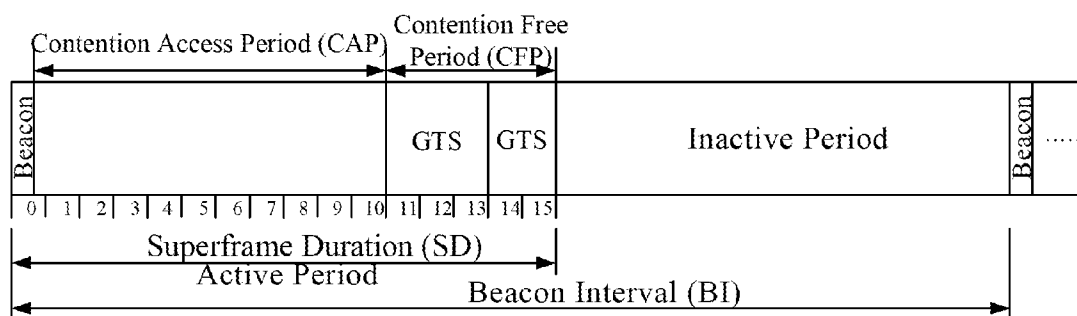 Contention Free
Contention Access Period (CAP) Period (CFP)
Beacon GTS GTS Inactive Period Beacon .....
0 1 2 3 4 5 6 7 8 9 10 11 12 13 14 15
Superframe Duration (SD)
Active Period
Beacon Interval (BI)